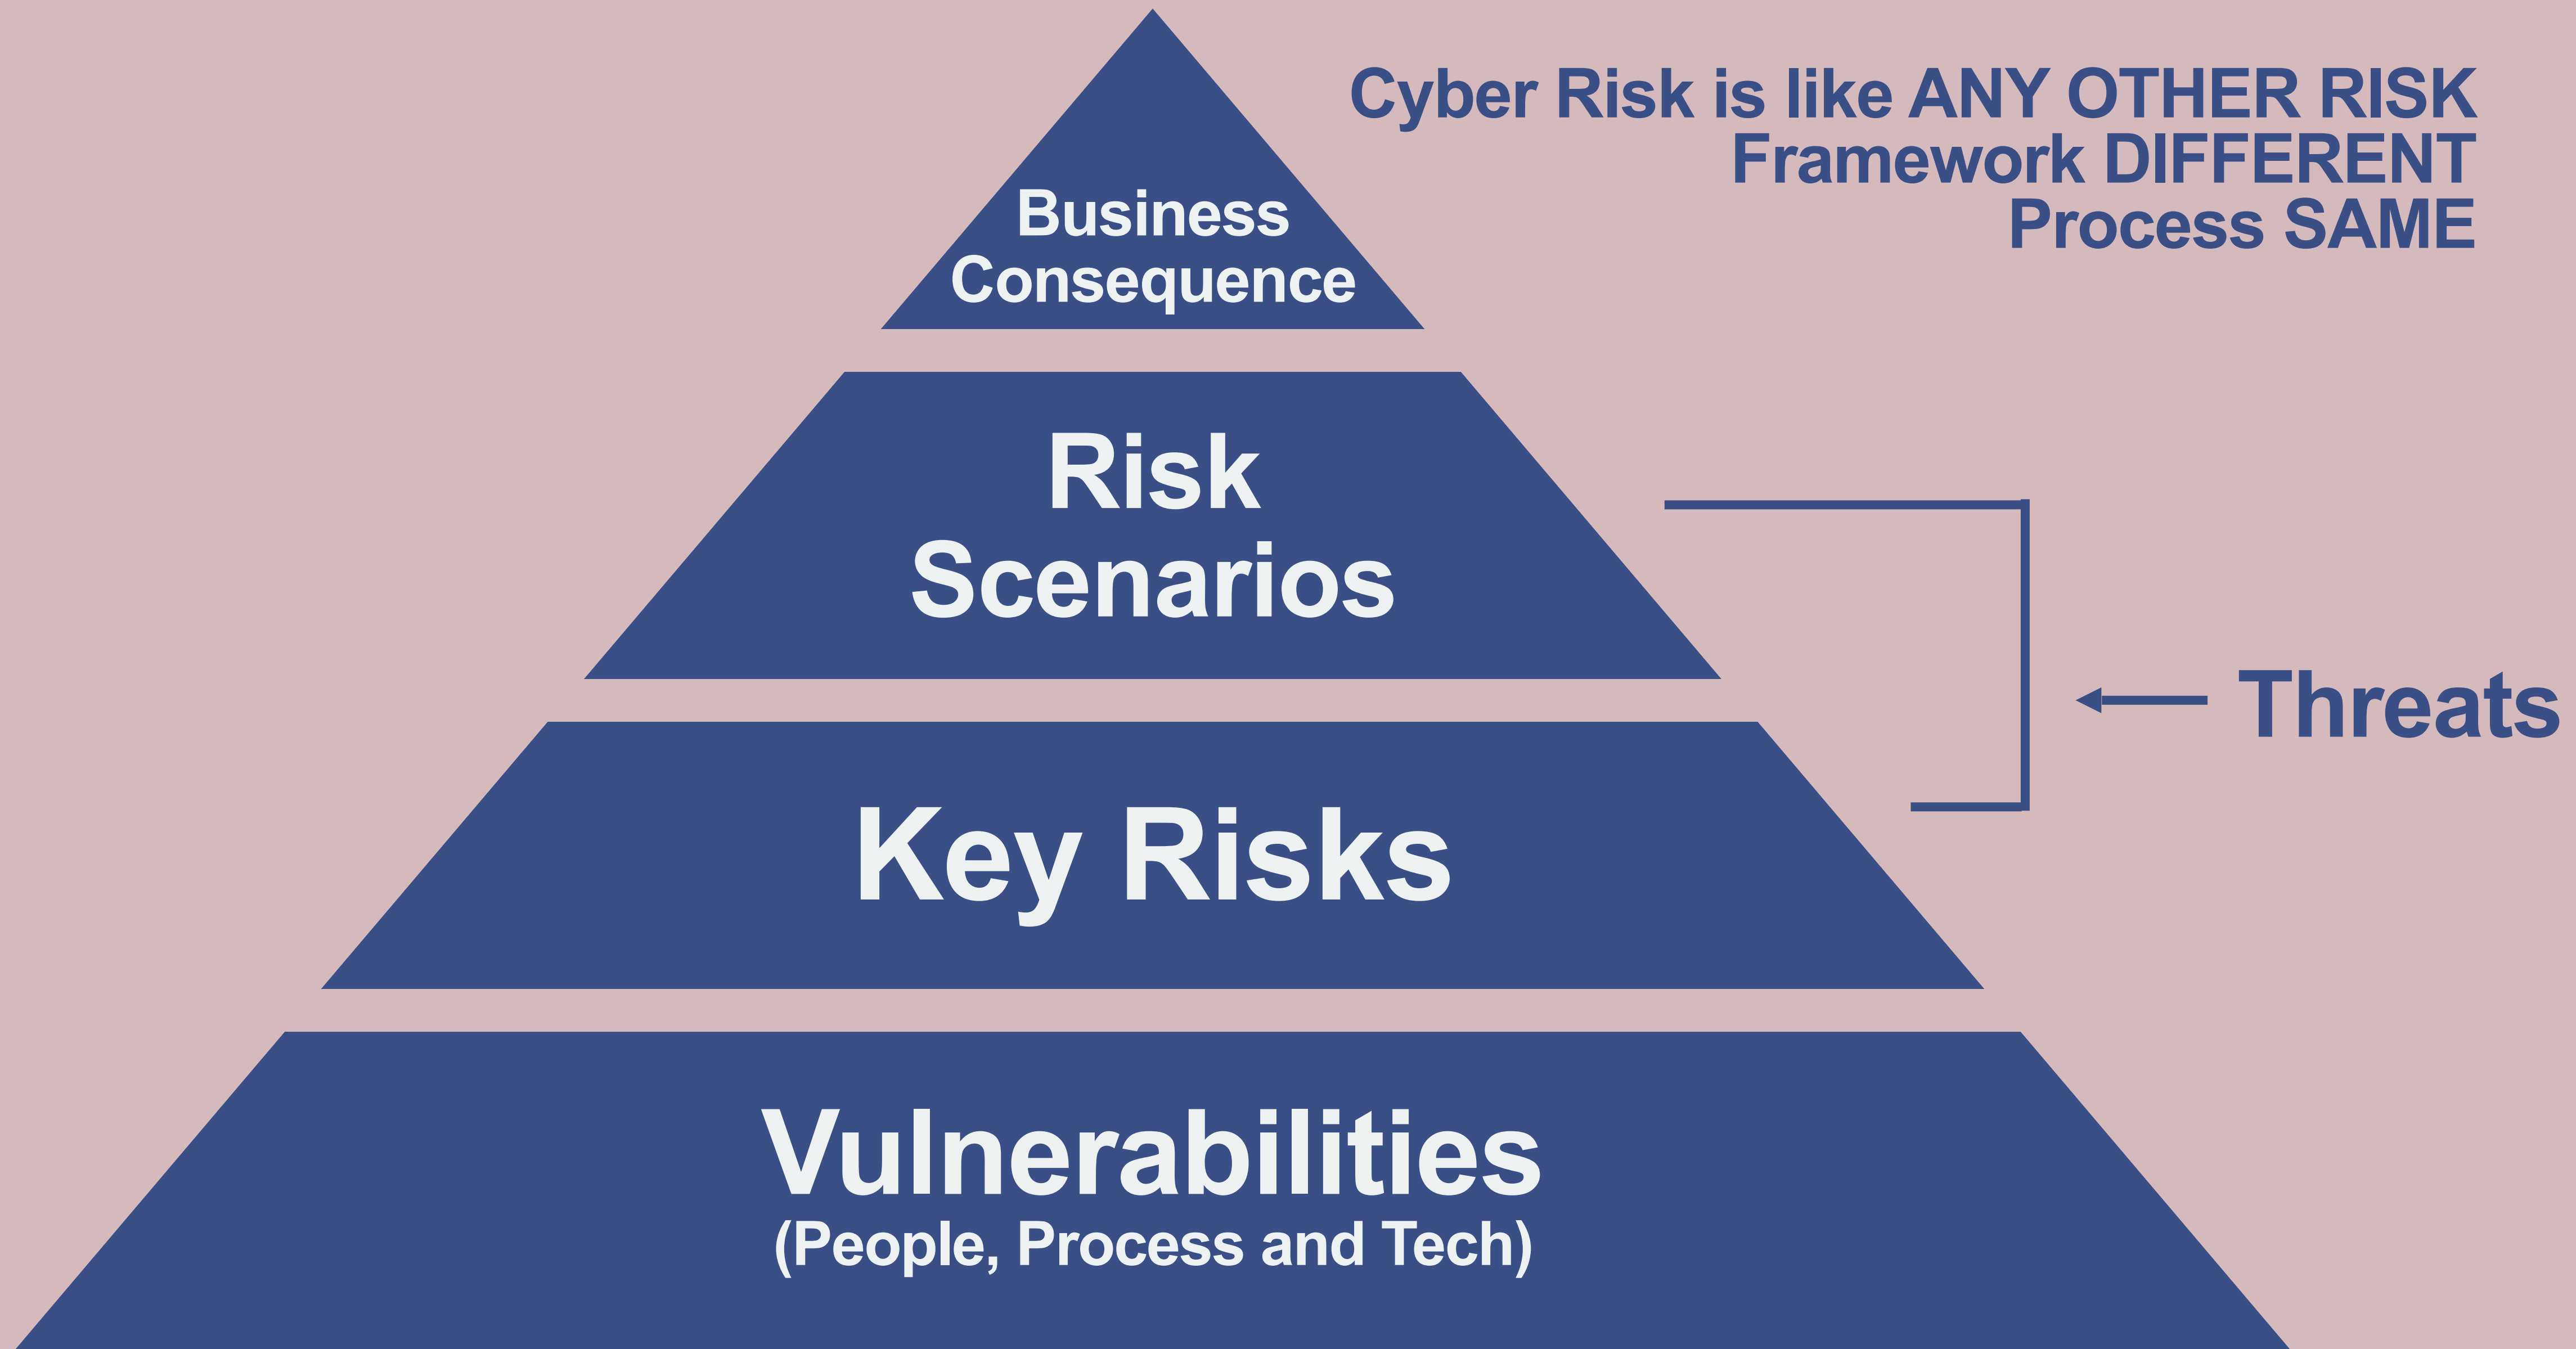 Cyber Risk is like ANY OTHER RISK
Framework DIFFERENT
Process SAME
Business
Consequence
Risk
Scenarios
Threats
Key Risks
Vulnerabilities
(People, Process and Tech)